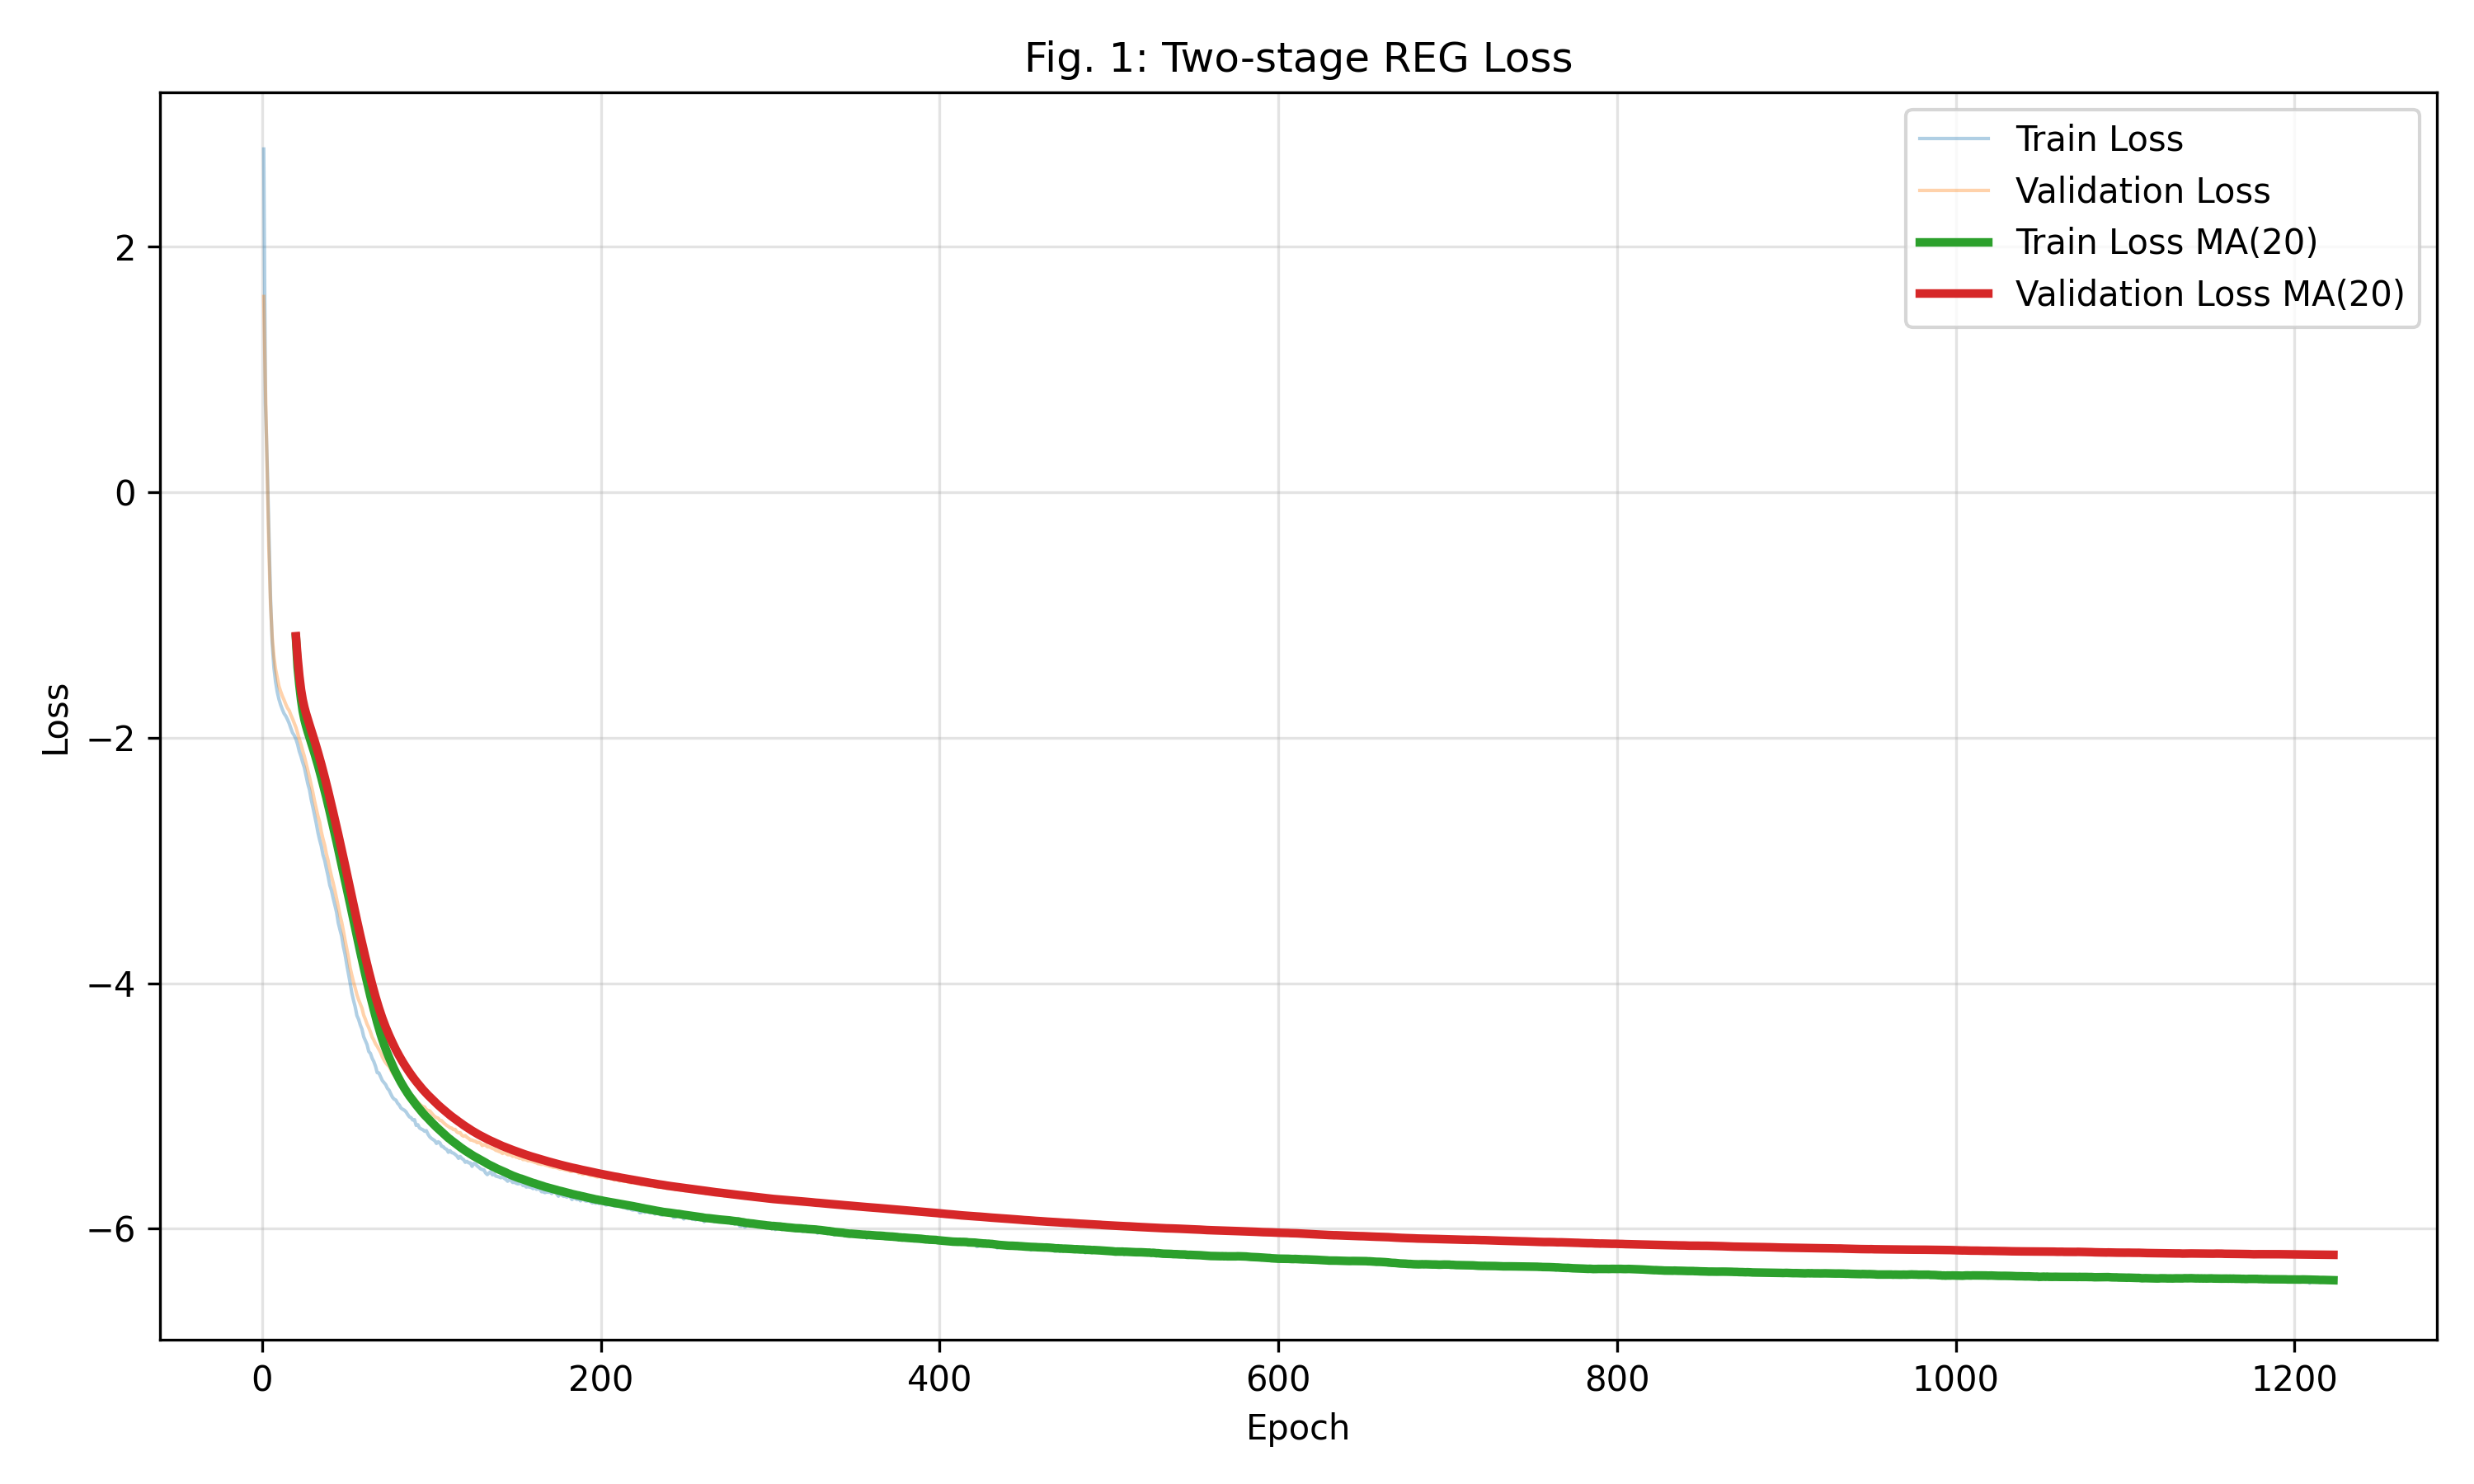 Fig. 1: Two-stage REG Loss
Train Loss
Validation Loss
Train Loss MA(20)
Validation Loss MA(20)
2
0
−2
−4
−6
Loss
0 200 400 600 800 1000 1200
Epoch